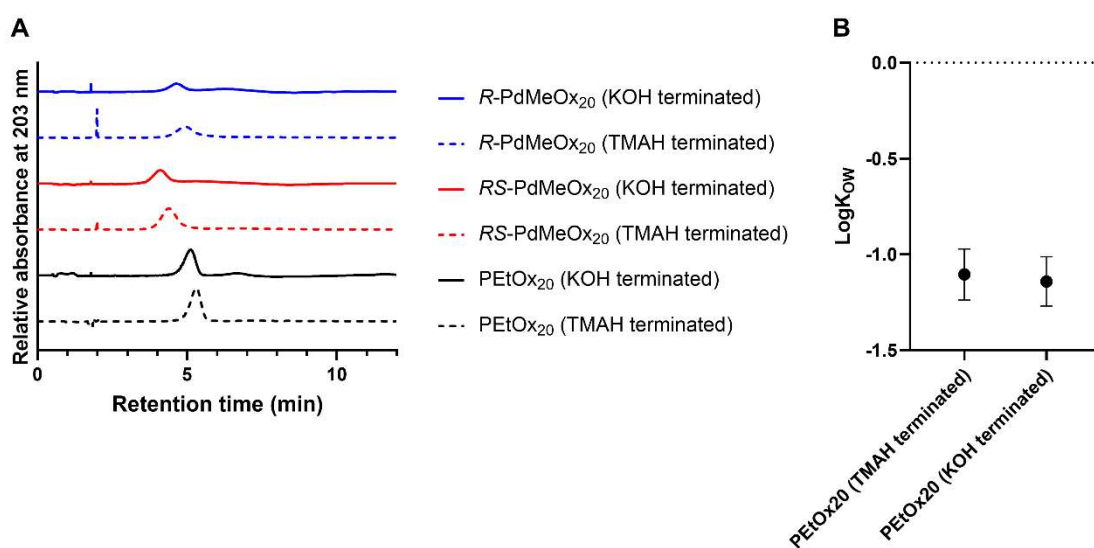 A
Relative absorbance at 203 nm
0
5
10
Retention time (min)
R-PdMeOx20 (KOH terminated)
R-PdMeOx20 (TMAH terminated)
RS-PdMeOx20 (KOH terminated)
RS-PdMeOx20 (TMAH terminated)
PEtOx20 (KOH terminated)
PEtOx20 (TMAH terminated)
B
LogKOW
0.0
-0.5
-1.0
-1.5
PEtOx20 (TMAH terminated)
PEtOx20 (KOH terminated)